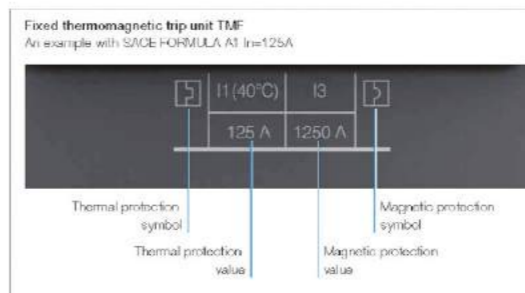 Fixed thermomagnetic trip unit TMF
An example with SACE FORMULA A1 In=125A
I1 (40°C) I3
125 A 1250 A
Thermal protection symbol
Magnetic protection symbol
Thermal protection value
Magnetic protection value